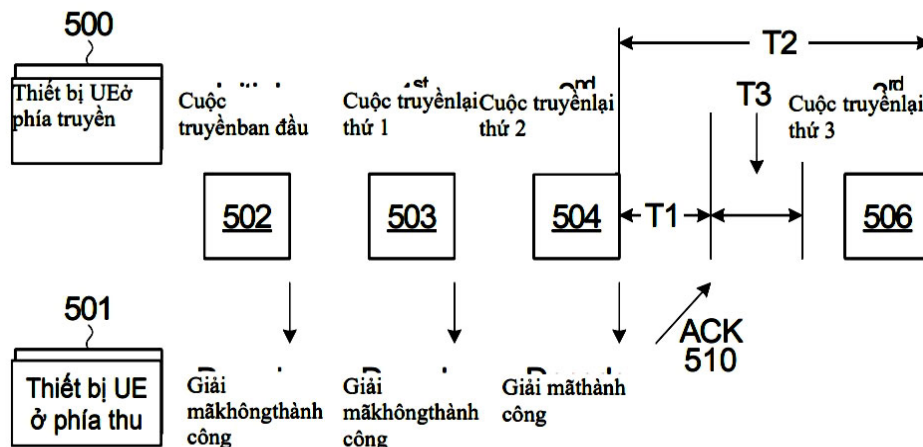 500
T2
Thiết bị UEở
phía truyền
Cuộc
truyềnban đầu
Cuộc truyềnlại
thứ 1
Cuộc truyềnlại
thứ 2
nd
T3
Cuộc truyềnlại
thứ 3
502
503
504
T1
506
501
ACK
510
Thiết bị UE
ở phía thu
Giải
mãkhôngthành
công
Giải
mãkhôngthành
công
Giải mãthành
công